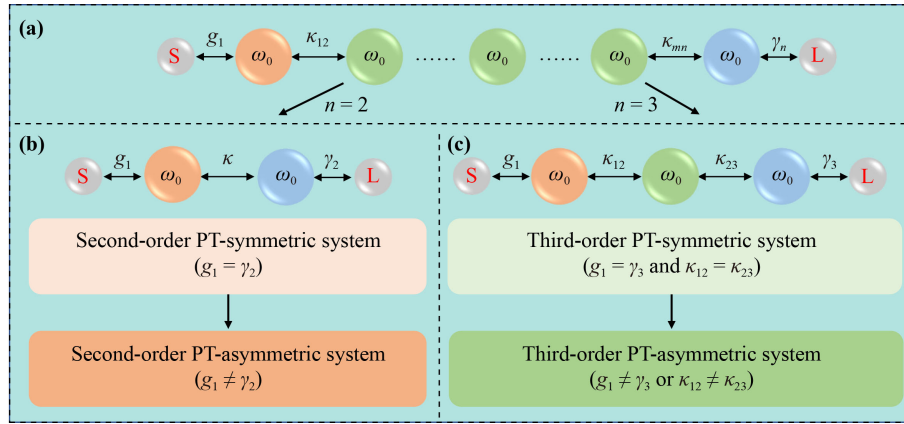 (a)
S g₁ ω₀ κ₁₂ ω₀ ...... ω₀ ...... ω₀ κₘₙ ω₀ γₙ L
n = 2 n = 3
(b)
S g₁ ω₀ κ ω₀ γ₂ L
Second-order PT-symmetric system
(g₁ = γ₂)
Second-order PT-asymmetric system
(g₁ ≠ γ₂)
(c)
S g₁ ω₀ κ₁₂ ω₀ κ₂₃ ω₀ γ₃ L
Third-order PT-symmetric system
(g₁ = γ₃ and κ₁₂ = κ₂₃)
Third-order PT-asymmetric system
(g₁ ≠ γ₃ or κ₁₂ ≠ κ₂₃)